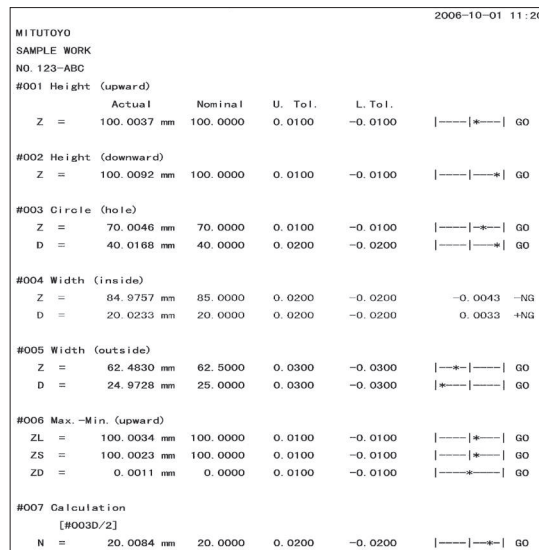 2006-10-01 11:20
MITUTOYO
SAMPLE WORK
NO. 123-ABC
#001 Height (upward)
Actual Nominal U. Tol. L. Tol.
Z = 100. 0037 mm 100. 0000 0. 0100 -0. 0100 |----|*---| GO
#002 Height (downward)
Z = 100. 0092 mm 100. 0000 0. 0100 -0. 0100 |----|---*| GO
#003 Circle (hole)
Z = 70. 0046 mm 70. 0000 0. 0100 -0. 0100 |----|-*--| GO
D = 40. 0168 mm 40. 0000 0. 0200 -0. 0200 |----|---*| GO
#004 Width (inside)
Z = 84. 9757 mm 85. 0000 0. 0200 -0. 0200 -0. 0043 -NG
D = 20. 0233 mm 20. 0000 0. 0200 -0. 0200 0. 0033 +NG
#005 Width (outside)
Z = 62. 4830 mm 62. 5000 0. 0300 -0. 0300 |--*-|----| GO
D = 24. 9728 mm 25. 0000 0. 0300 -0. 0300 |*---|----| GO
#006 Max. -Min. (upward)
ZL = 100. 0034 mm 100. 0000 0. 0100 -0. 0100 |----|*---| GO
ZS = 100. 0023 mm 100. 0000 0. 0100 -0. 0100 |----|*---| GO
ZD = 0. 0011 mm 0. 0000 0. 0100 -0. 0100 |----*----| GO
#007 Calculation
[#003D/2]
N = 20. 0084 mm 20. 0000 0. 0200 -0. 0200 |----|--*-| GO